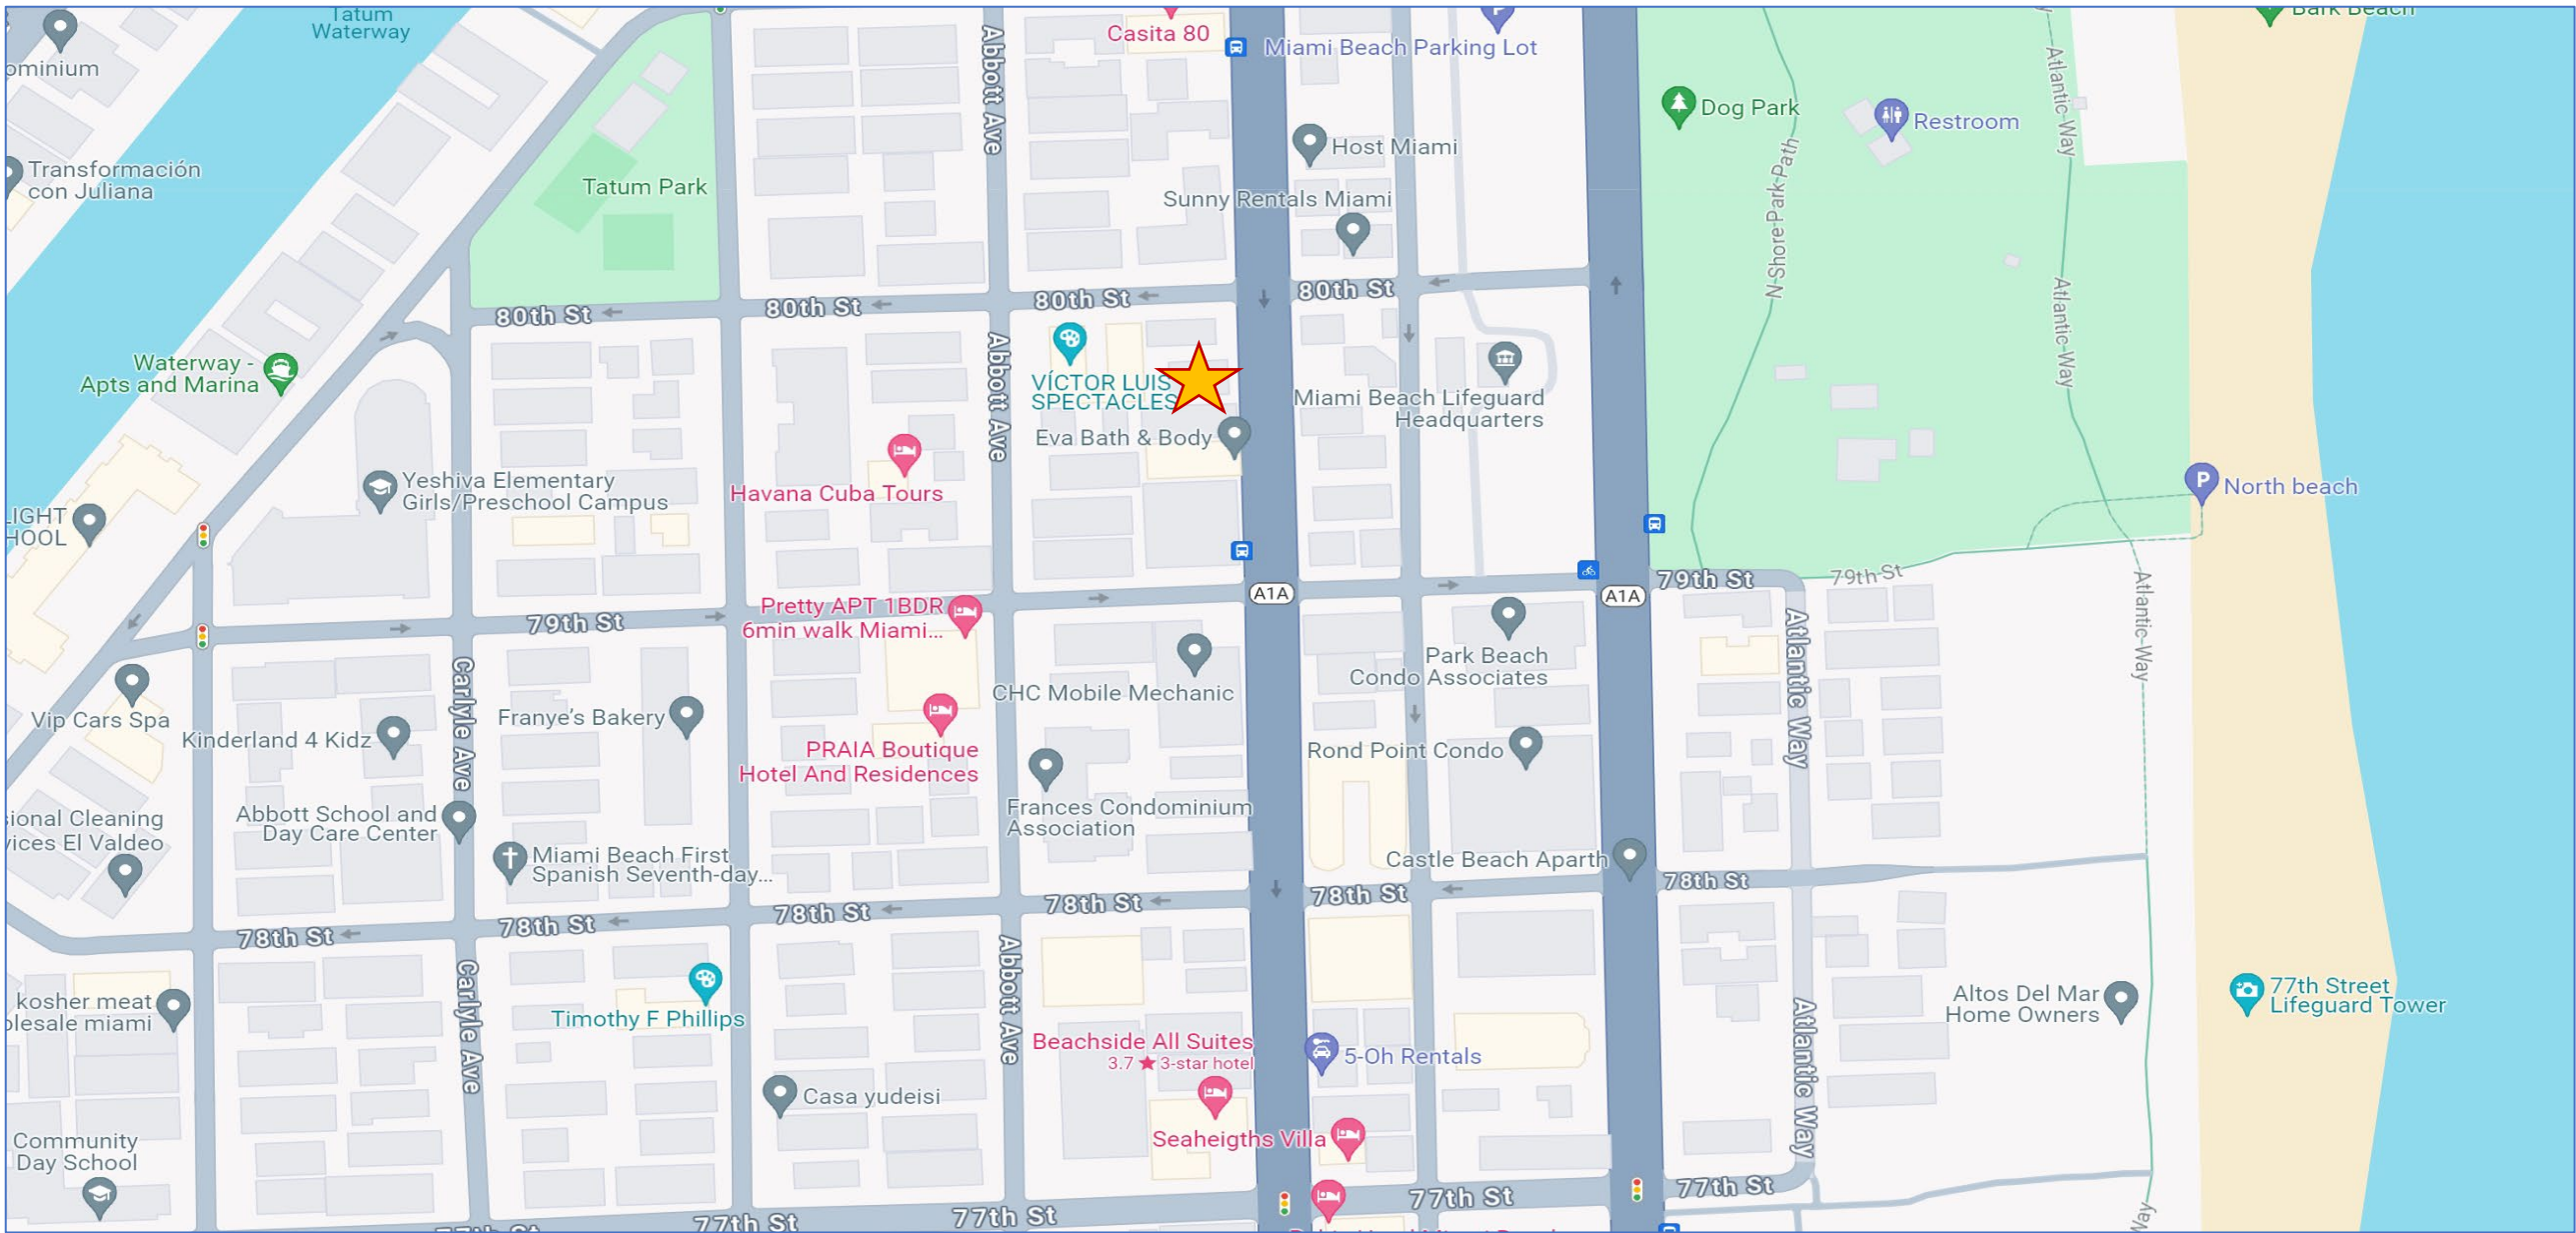 Tatum
Waterway
Casita 80
Miami Beach Parking Lot
Bark Beach
ominium
Abbott Ave
Atlantic Way
Dog Park
Restroom
Host Miami
Transformación
con Juliana
Tatum Park
Sunny Rentals Miami
N Shore Park Path
80th St
80th St
80th St
80th St
Atlantic Way
Waterway -
Apts and Marina
Abbott Ave
VÍCTOR LUIS
SPECTACLES
Miami Beach Lifeguard
Headquarters
Eva Bath & Body
Yeshiva Elementary
Girls/Preschool Campus
Havana Cuba Tours
P
North beach
LIGHT
HOOL
79th St
79th St
A1A
A1A
Pretty APT 1BDR
6min walk Miami...
79th St
Atlantic Way
Atlantic Way
Carlyle Ave
Park Beach
Condo Associates
CHC Mobile Mechanic
Vip Cars Spa
Kinderland 4 Kidz
Franye's Bakery
PRAIA Boutique
Hotel And Residences
Rond Point Condo
Frances Condominium
Association
sional Cleaning
vices El Valdeo
Abbott School and
Day Care Center
Miami Beach First
Spanish Seventh-day...
Castle Beach Aparth
78th St
78th St
78th St
78th St
78th St
78th St
Carlyle Ave
Abbott Ave
kosher meat
olesale miami
Timothy F Phillips
Altos Del Mar
Home Owners
77th Street
Lifeguard Tower
Beachside All Suites
3.7 ★ 3-star hotel
5-Oh Rentals
Atlantic Way
Casa yudeisi
Seaheigths Villa
Community
Day School
77th St
77th St
77th St
77th St
77th St
Way